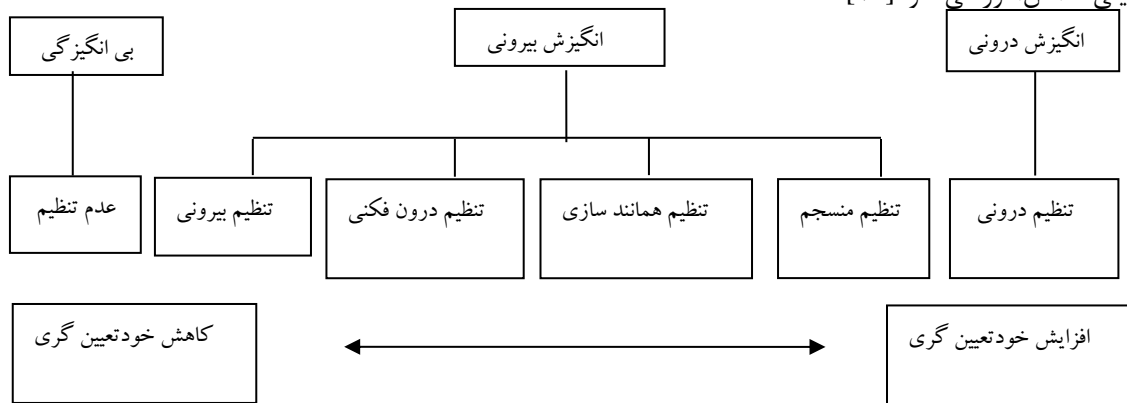 انگیزش درونی
انگیزش بیرونی
بی انگیزگی
تنظیم درونی
تنظیم منسجم
تنظیم همانند سازی
تنظیم درون فکنی
تنظیم بیرونی
عدم تنظیم
افزایش خودتعیین گری
کاهش خودتعیین گری